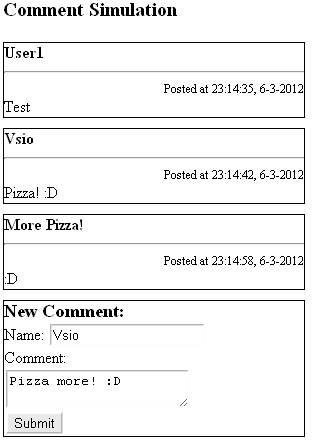 Comment Simulation
User1
Posted at 23:14:35, 6-3-2012
Test
Vsio
Posted at 23:14:42, 6-3-2012
Pizza! :D
More Pizza!
Posted at 23:14:58, 6-3-2012
:D
New Comment:
Name: Vsio
Comment:
Pizza more! :D
Submit